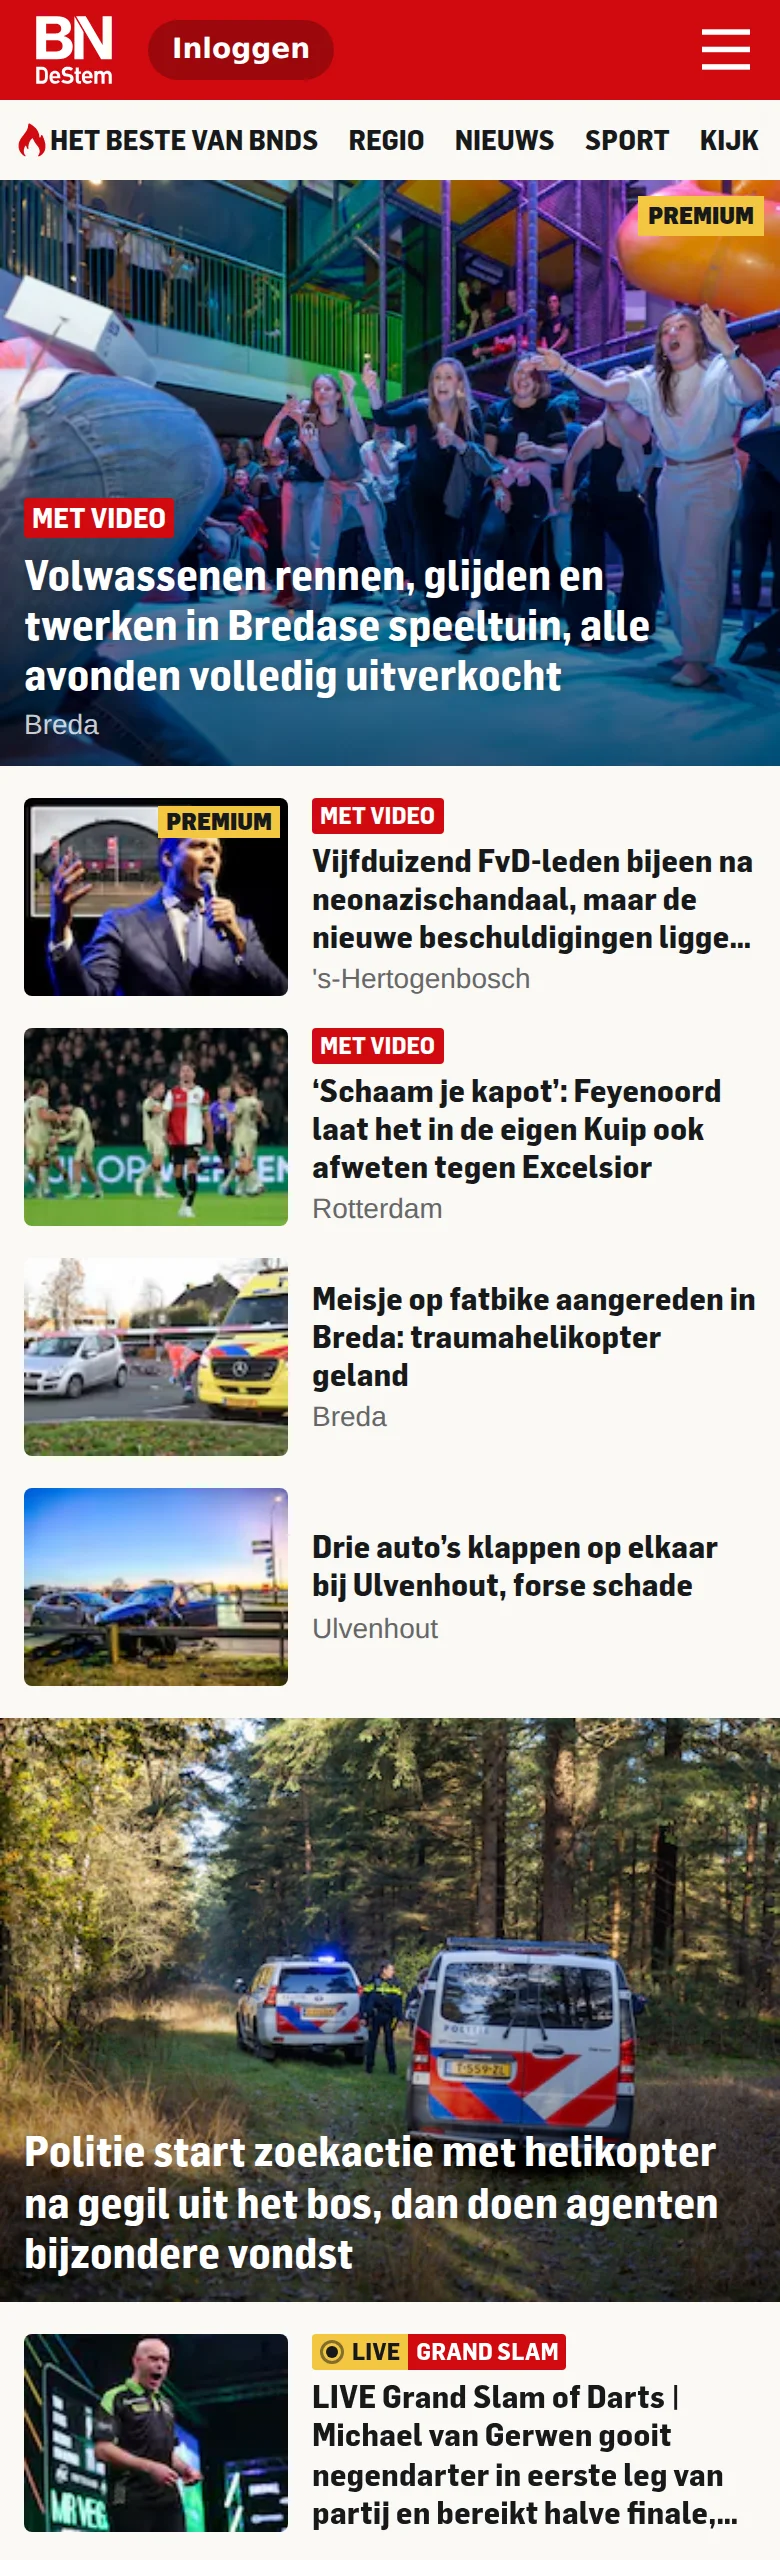 BN
DeStem
Inloggen
HET BESTE VAN BNDS
REGIO
NIEUWS
SPORT
KIJK
PREMIUM
MET VIDEO
Volwassenen rennen, glijden en
twerken in Bredase speeltuin, alle
avonden volledig uitverkocht
Breda
PREMIUM
MET VIDEO
Vijfduizend FvD-leden bijeen na
neonazischandaal, maar de
nieuwe beschuldigingen ligge...
's-Hertogenbosch
MET VIDEO
‘Schaam je kapot’: Feyenoord
laat het in de eigen Kuip ook
afweten tegen Excelsior
Rotterdam
Meisje op fatbike aangereden in
Breda: traumahelikopter
geland
Breda
Drie auto’s klappen op elkaar
bij Ulvenhout, forse schade
Ulvenhout
POLITIE
Politie start zoekactie met helikopter
na gegil uit het bos, dan doen agenten
bijzondere vondst
LIVE GRAND SLAM
LIVE Grand Slam of Darts |
Michael van Gerwen gooit
negendarter in eerste leg van
partij en bereikt halve finale,...